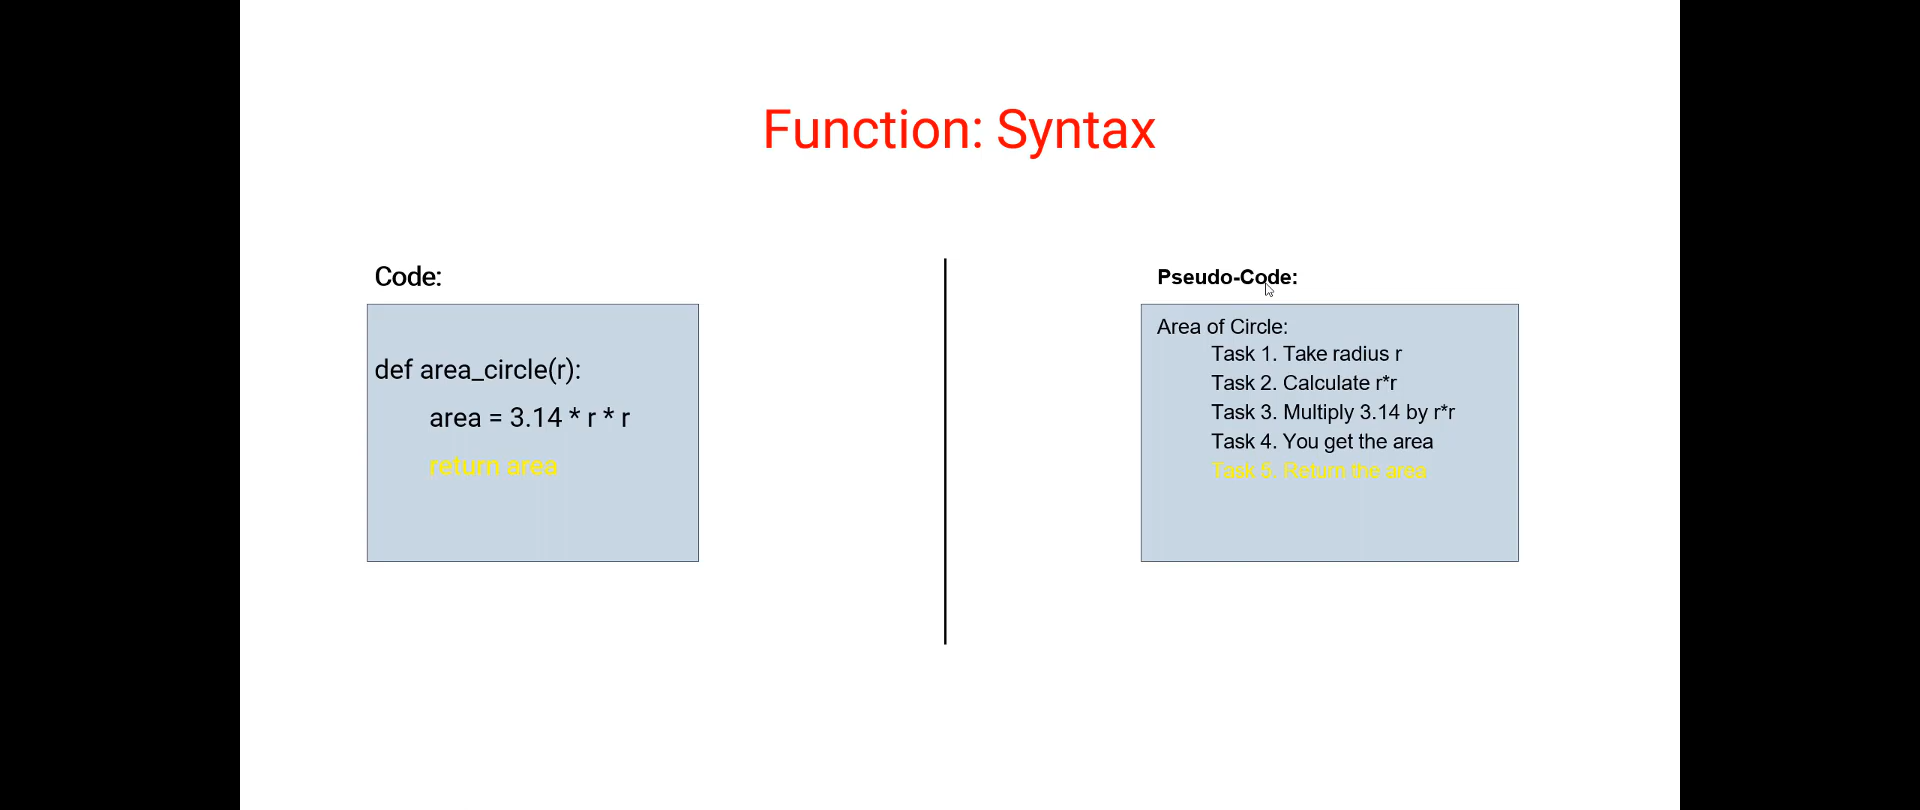 Function: Syntax
Code:
def area_circle(r):
area = 3.14 * r * r
return area
Pseudo-Code:
Area of Circle:
Task 1. Take radius r
Task 2. Calculate r*r
Task 3. Multiply 3.14 by r*r
Task 4. You get the area
Task 5. Return the area